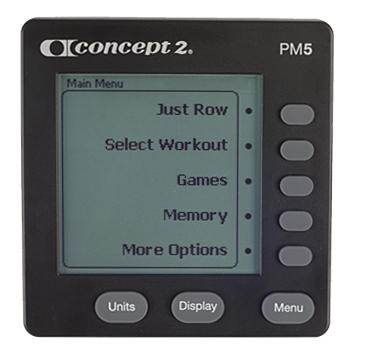 concept 2.
PM5
Main Menu
Just Row
Select Workout
Games
Memory
More Options
Units
Display
Menu